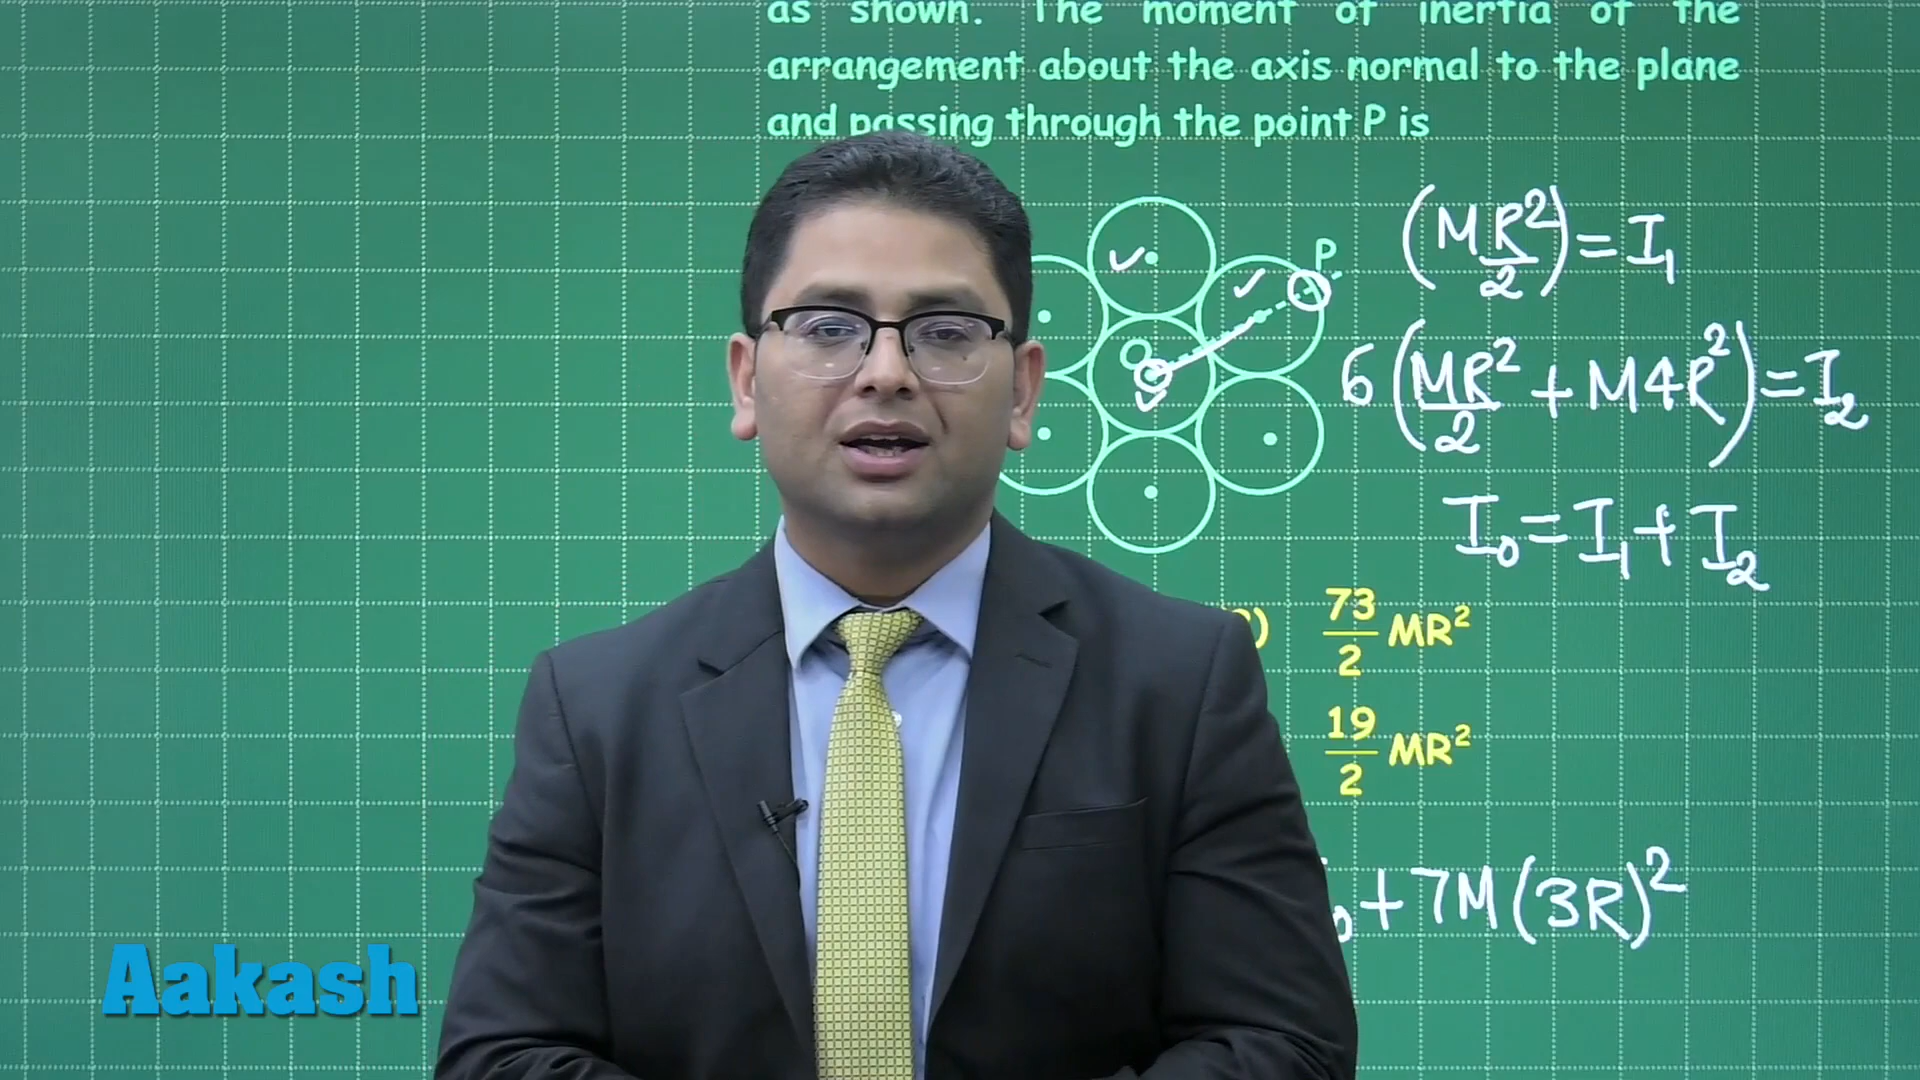 as shown. The moment of inertia of the
arrangement about the axis normal to the plane
and passing through the point P is
P
O
(MR²/2) = I₁
6(MR²/2 + M4R²) = I₂
I₀ = I₁ + I₂
73/2 MR²
19/2 MR²
₀ + 7M(3R)²
Aakash